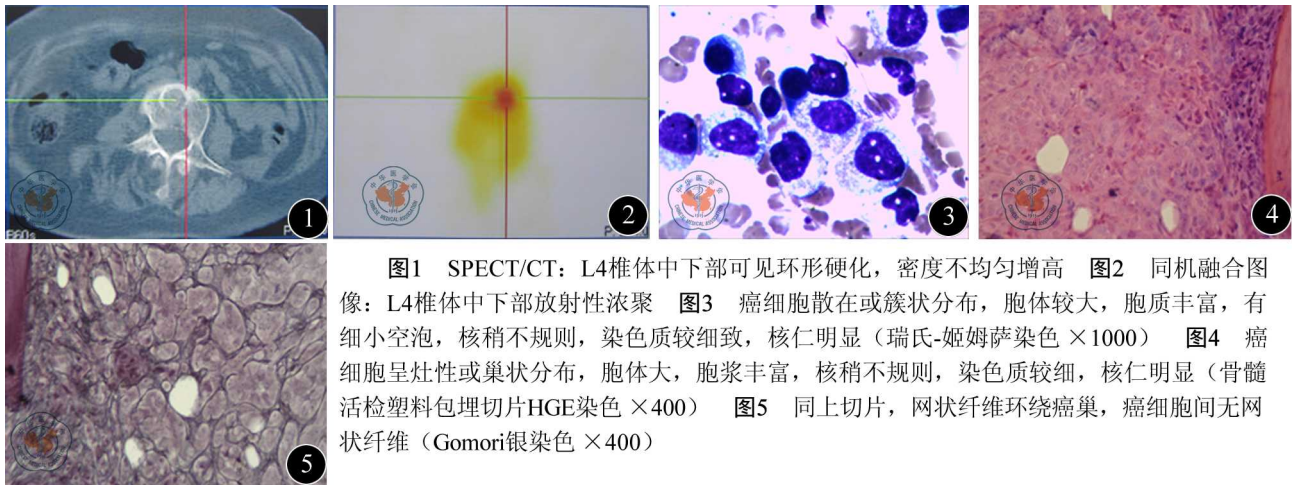 1
2
3
4
5
图1 SPECT/CT：L4椎体中下部可见环形硬化，密度不均匀增高 图2 同机融合图
像：L4椎体中下部放射性浓聚 图3 癌细胞散在或簇状分布，胞体较大，胞质丰富，有
细小空泡，核稍不规则，染色质较细致，核仁明显（瑞氏-姬姆萨染色 ×1000） 图4 癌
细胞呈灶性或巢状分布，胞体大，胞浆丰富，核稍不规则，染色质较细，核仁明显（骨髓
活检塑料包埋切片HGE染色 ×400） 图5 同上切片，网状纤维环绕癌巢，癌细胞间无网
状纤维（Gomori银染色 ×400）